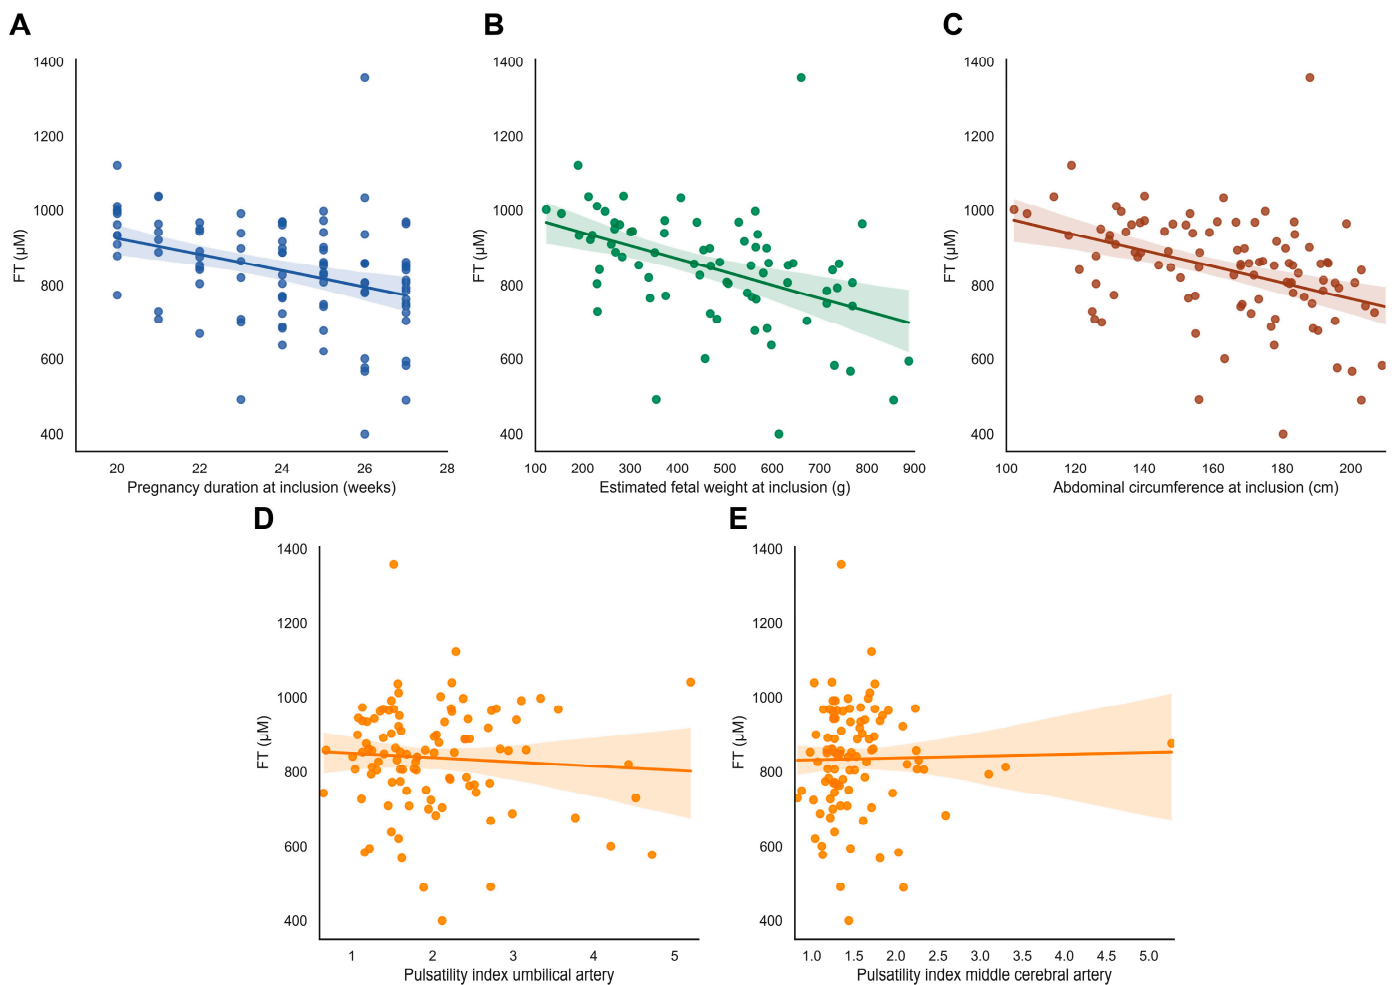 A B C
1400 1400 1400
1200 1200 1200
1000 1000 1000
FT (µM) FT (µM) FT (µM)
800 800 800
600 600 600
400 400 400
20 22 24 26 28 100 200 300 400 500 600 700 800 900 100 120 140 160 180 200
Pregnancy duration at inclusion (weeks) Estimated fetal weight at inclusion (g) Abdominal circumference at inclusion (cm)
D E
1400 1400
1200 1200
1000 1000
FT (µM) FT (µM)
800 800
600 600
400 400
1 2 3 4 5 1.0 1.5 2.0 2.5 3.0 3.5 4.0 4.5 5.0
Pulsatility index umbilical artery Pulsatility index middle cerebral artery